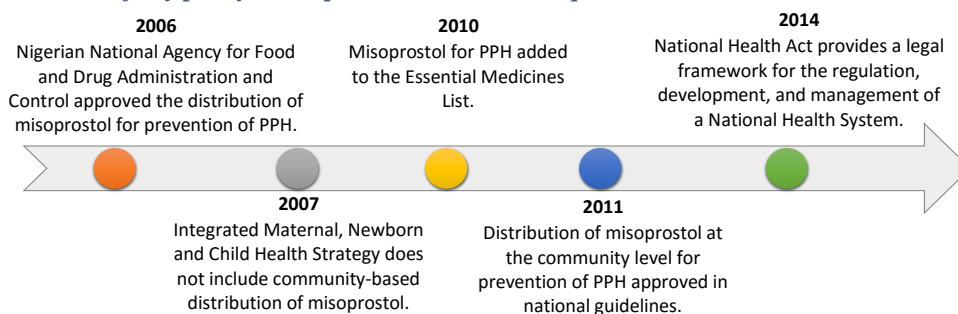 2006
Nigerian National Agency for Food
and Drug Administration and
Control approved the distribution of
misoprostol for prevention of PPH.
2010
Misoprostol for PPH added
to the Essential Medicines
List.
2014
National Health Act provides a legal
framework for the regulation,
development, and management of
a National Health System.
2007
Integrated Maternal, Newborn
and Child Health Strategy does
not include community-based
distribution of misoprostol.
2011
Distribution of misoprostol at
the community level for
prevention of PPH approved in
national guidelines.